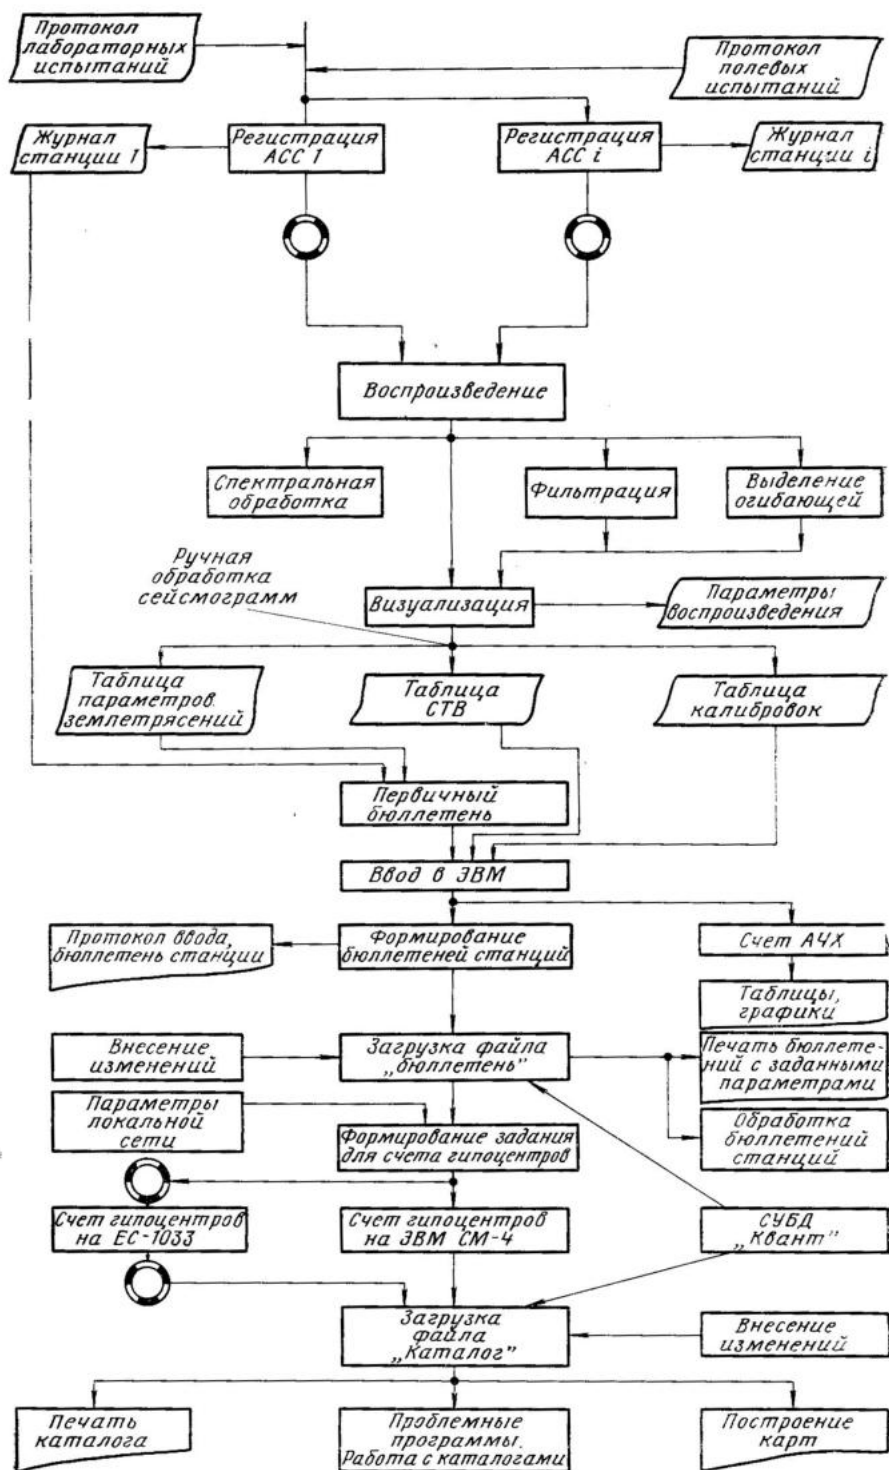 Протокол
лабораторных
испытаний
Протокол
полевых
испытаний
Журнал
станции 1
Регистрация
АСС 1
Регистрация
АСС i
Журнал
станции i
Воспроизведение
Спектральная
обработка
Фильтрация
Выделение
огибающей
Ручная
обработка
сейсмограмм
Визуализация
Параметры
воспроизведения
Таблица
параметров
землетрясений
Таблица
СТВ
Таблица
калибровок
Первичный
бюллетень
Ввод в ЭВМ
Протокол ввода,
бюллетень станции
Формирование
бюллетеней станций
Счет АЧХ
Таблицы,
графики
Внесение
изменений
Загрузка файла
„бюллетень"
Печать бюллете-
ней с заданными
параметрами
Параметры
локальной
сети
Формирование задания
для счета гипоцентров
Обработка
бюллетений
станций
Счет гипоцентров
на ЕС-1033
Счет гипоцентров
на ЭВМ СМ-4
СУБД
„Квант"
Загрузка
файла
„Каталог"
Внесение
изменений
Печать
каталога
Проблемные
программы.
Работа с каталогами
Построение
карт